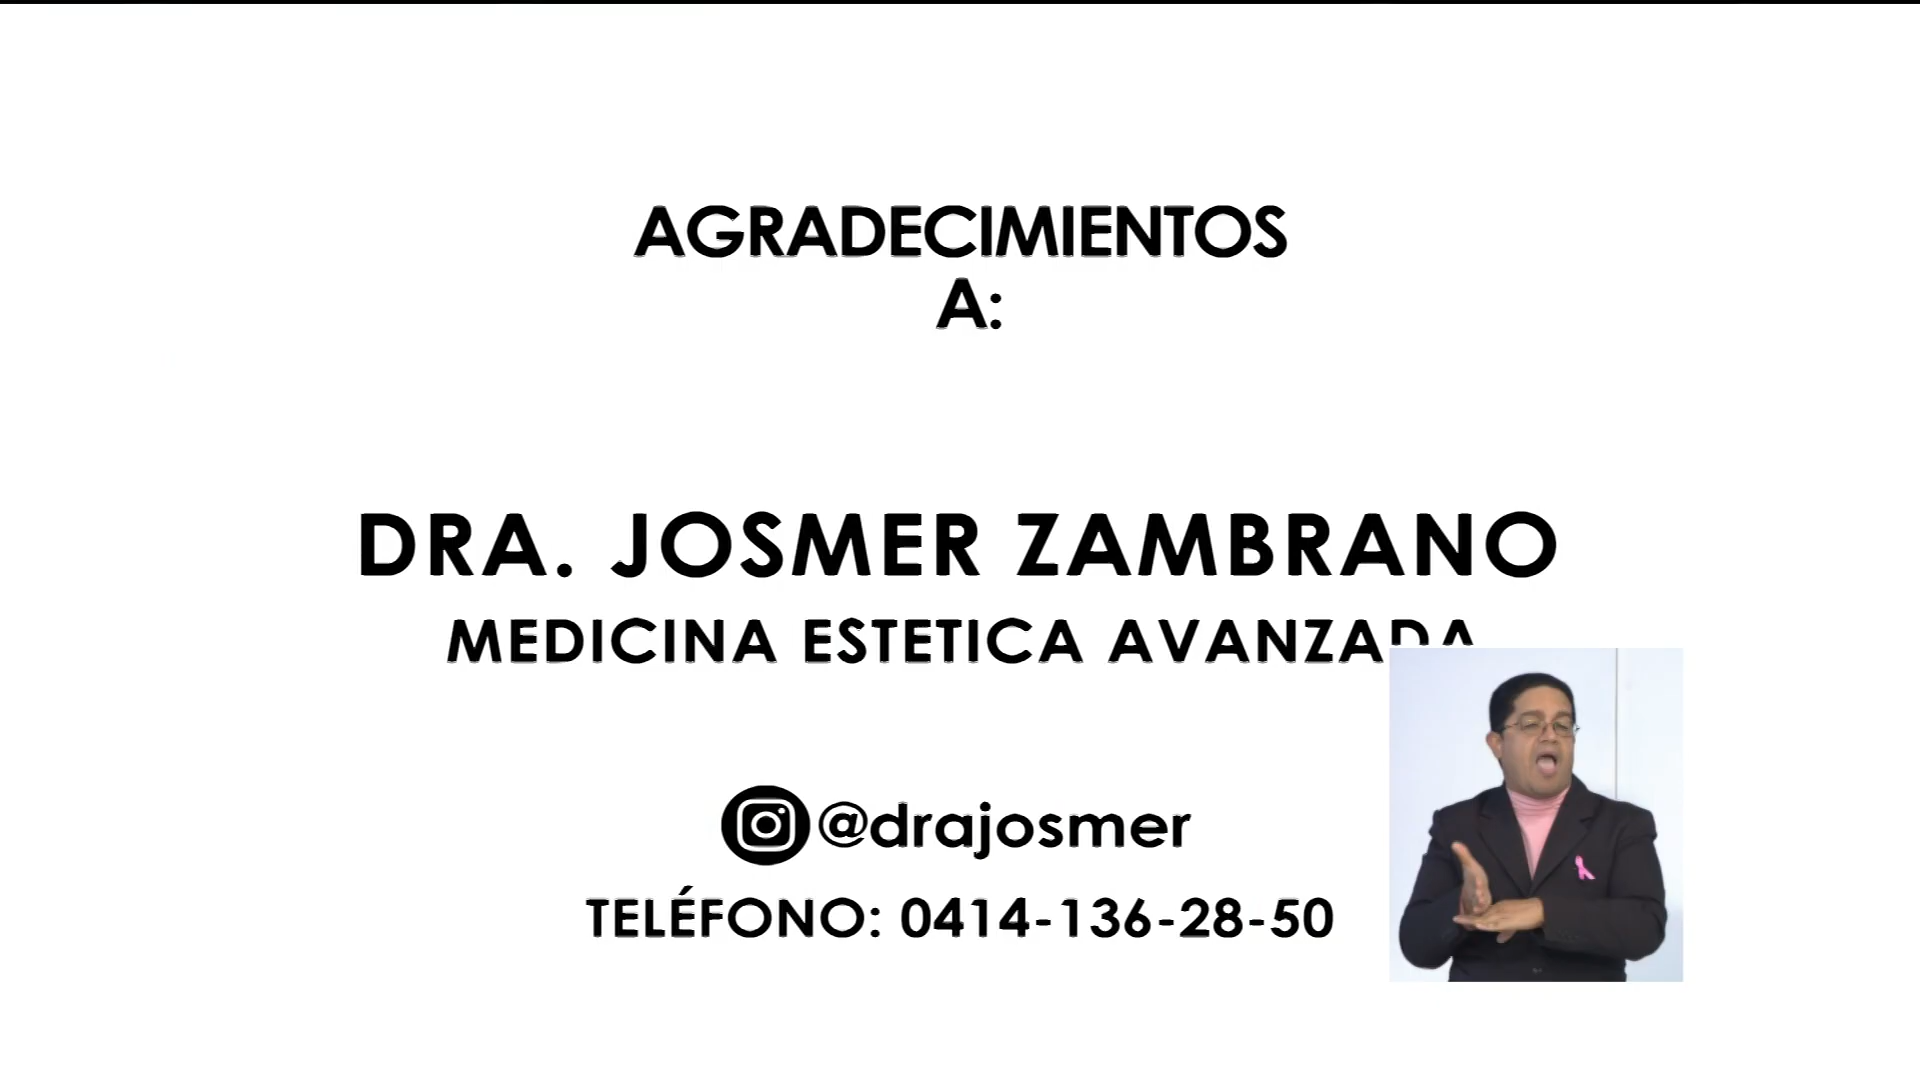 AGRADECIMIENTOS
A:
DRA. JOSMER ZAMBRANO
MEDICINA ESTETICA AVANZADA
@drajosmer
TELÉFONO: 0414-136-28-50